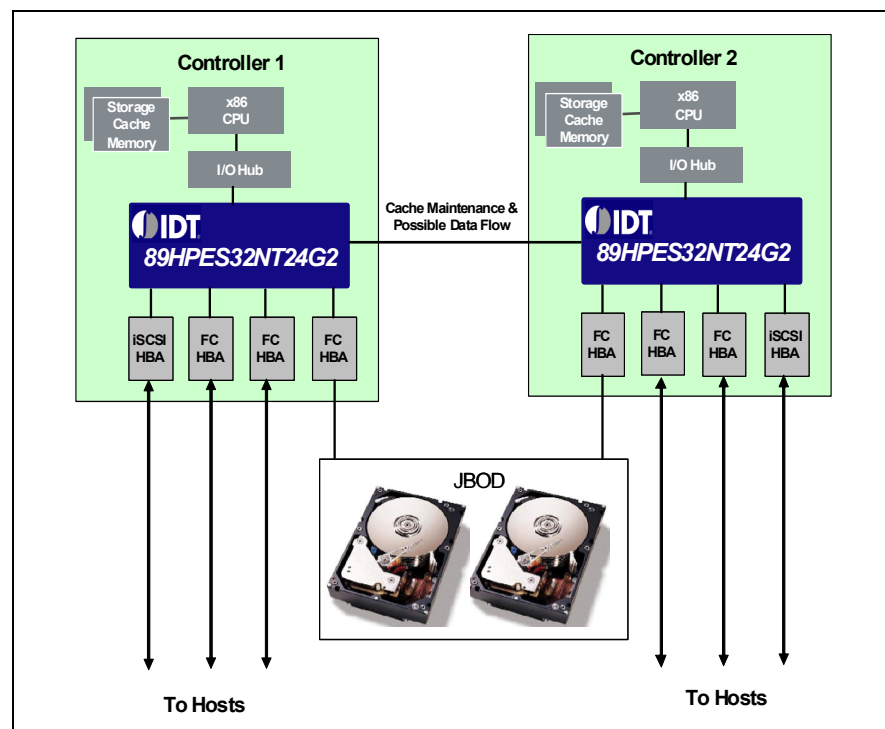 Controller 1
Storage
Cache
Memory
x86
CPU
I/O Hub
IDT
89HPES32NT24G2
iSCSI
HBA
FC
HBA
FC
HBA
FC
HBA
Cache Maintenance &
Possible Data Flow
Controller 2
Storage
Cache
Memory
x86
CPU
I/O Hub
IDT
89HPES32NT24G2
FC
HBA
FC
HBA
FC
HBA
iSCSI
HBA
JBOD
To Hosts
To Hosts